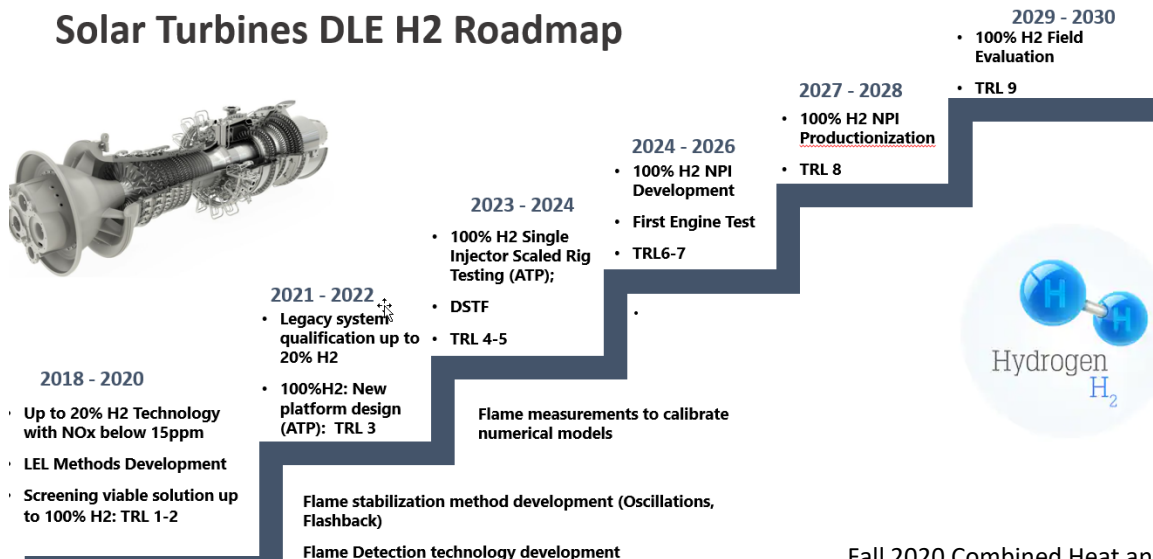 Solar Turbines DLE H2 Roadmap
2018 - 2020
• Up to 20% H2 Technology
with NOx below 15ppm
• LEL Methods Development
• Screening viable solution up
to 100% H2: TRL 1-2
2021 - 2022
• Legacy system
qualification up to
20% H2
• 100%H2: New
platform design
(ATP): TRL 3
2023 - 2024
• 100% H2 Single
Injector Scaled Rig
Testing (ATP);
• DSTF
• TRL 4-5
2024 - 2026
• 100% H2 NPI
Development
• First Engine Test
• TRL6-7
•
2027 - 2028
• 100% H2 NPI
Productionization
• TRL 8
2029 - 2030
• 100% H2 Field
Evaluation
• TRL 9
Flame measurements to calibrate
numerical models
Flame stabilization method development (Oscillations,
Flashback)
Flame Detection technology development
H H
Hydrogen
H₂
Fall 2020 Combined Heat an